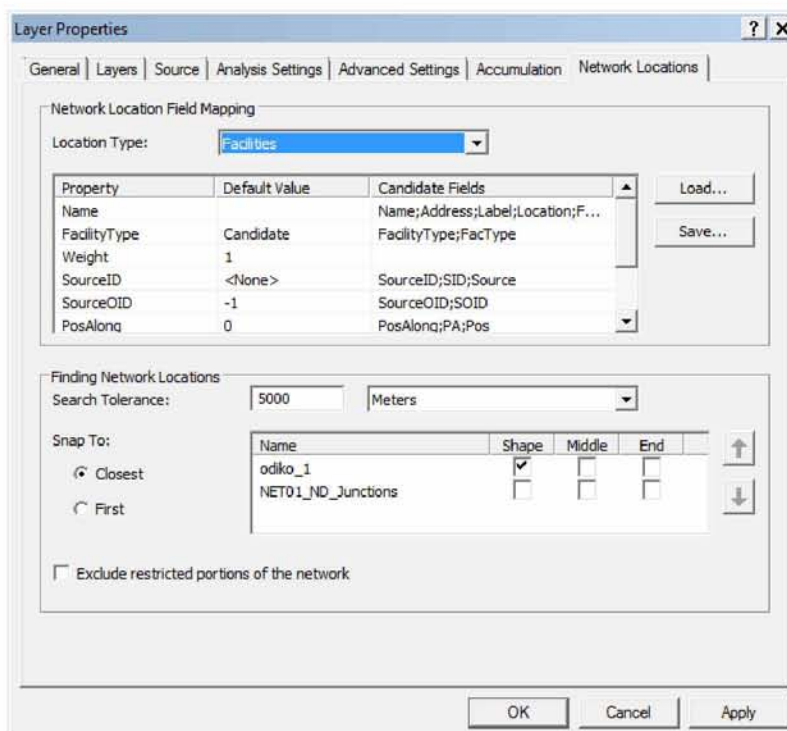 Layer Properties
General Layers Source Analysis Settings Advanced Settings Accumulation Network Locations
Network Location Field Mapping
Location Type: Facilities
Property Default Value Candidate Fields
Name Name;Address;Label;Location;F...
FacilityType Candidate FacilityType;FacType
Weight 1
SourceID <None> SourceID;SID;Source
SourceOID -1 SourceOID;SOID
PosAlong 0 PosAlong;PA;Pos
Load...
Save...
Finding Network Locations
Search Tolerance: 5000 Meters
Snap To:
Closest
First
Name Shape Middle End
odiko_1
NET01_ND_Junctions
Exclude restricted portions of the network
OK Cancel Apply